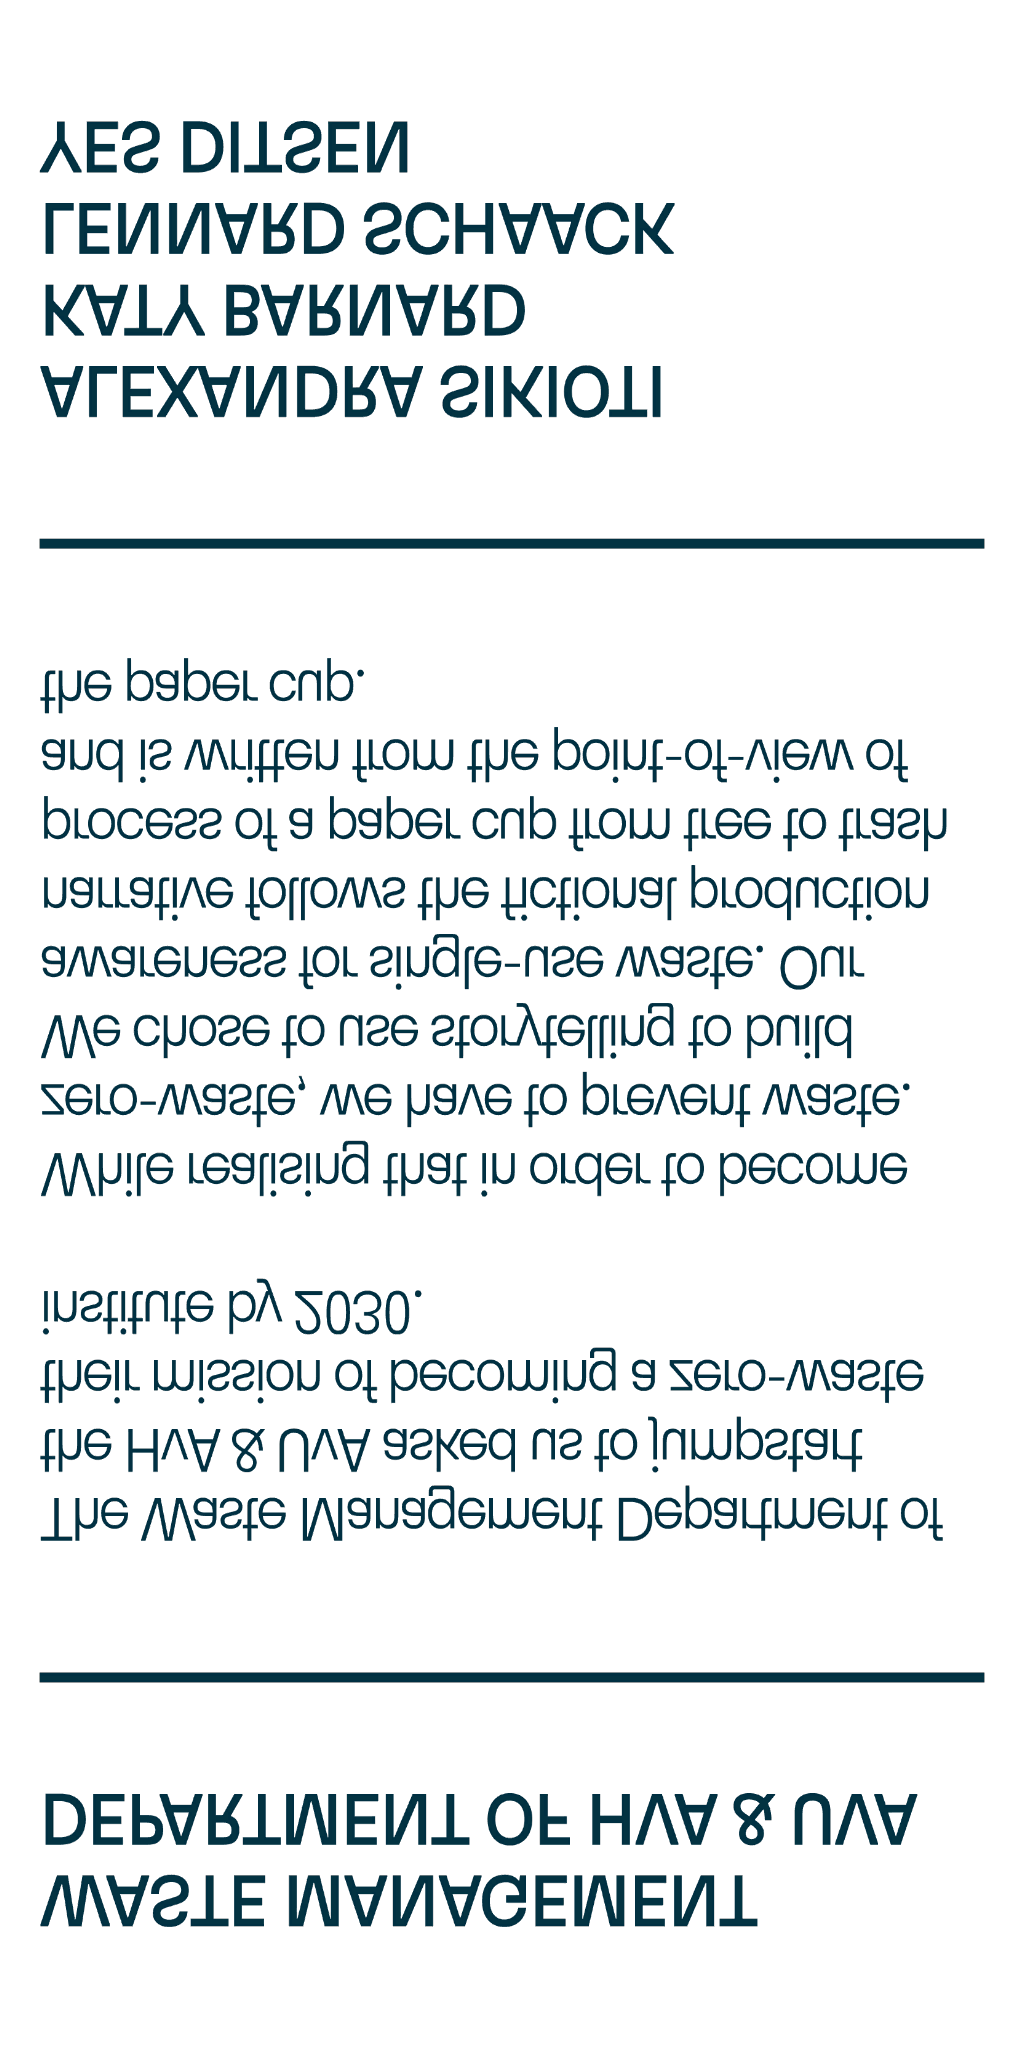 WASTE MANAGEMENT
DEPARTMENT OF HVA & UVA
The Waste Management Department of
the HvA & UvA asked us to jumpstart
their mission of becoming a zero-waste
institute by 2030.
While realising that in order to become
zero-waste, we have to prevent waste.
We chose to use storytelling to build
awareness for single-use waste. Our
narrative follows the fictional production
process of a paper cup from tree to trash
and is written from the point-of-view of
the paper cup.
ALEXANDRA SIKIOTI
KATY BARNARD
LENNARD SCHAACK
YES DITSEN